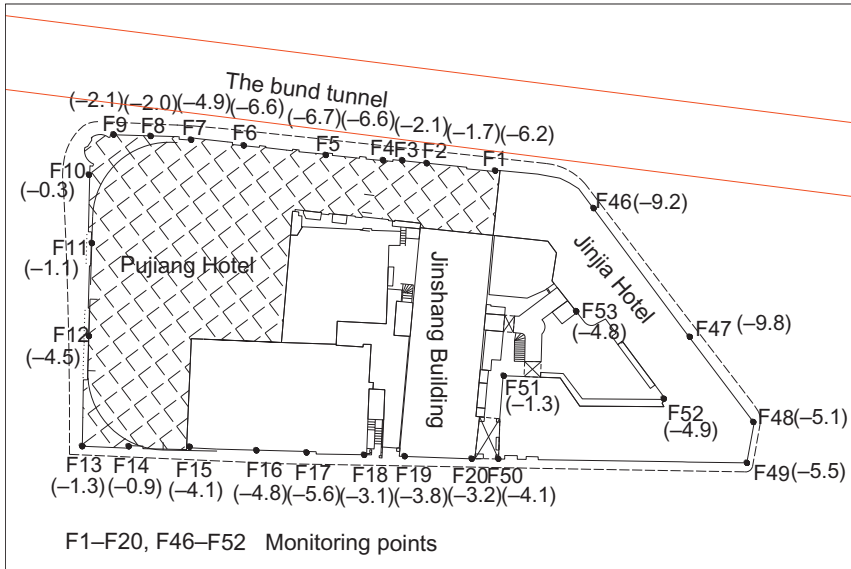 The bund tunnel
(–2.1)(–2.0)(–4.9)(–6.6)(–6.7)(–6.6)(–2.1)(–1.7)(–6.2)
F9 F8 F7 F6 F5 F4 F3 F2 F1
F10
(–0.3)
F46(–9.2)
F11
(–1.1)
Pujiang Hotel
Jinshang Building
Jinjia Hotel
F53
(–4.8)
F47 (–9.8)
F12
(–4.5)
F51
(–1.3)
F52
(–4.9)
F48 (–5.1)
F13 F14 F15 F16 F17 F18 F19 F20 F50
F49(–5.5)
(–1.3) (–0.9) (–4.1) (–4.8)(–5.6)(–3.1)(–3.8)(–3.2)(–4.1)
F1–F20, F46–F52 Monitoring points